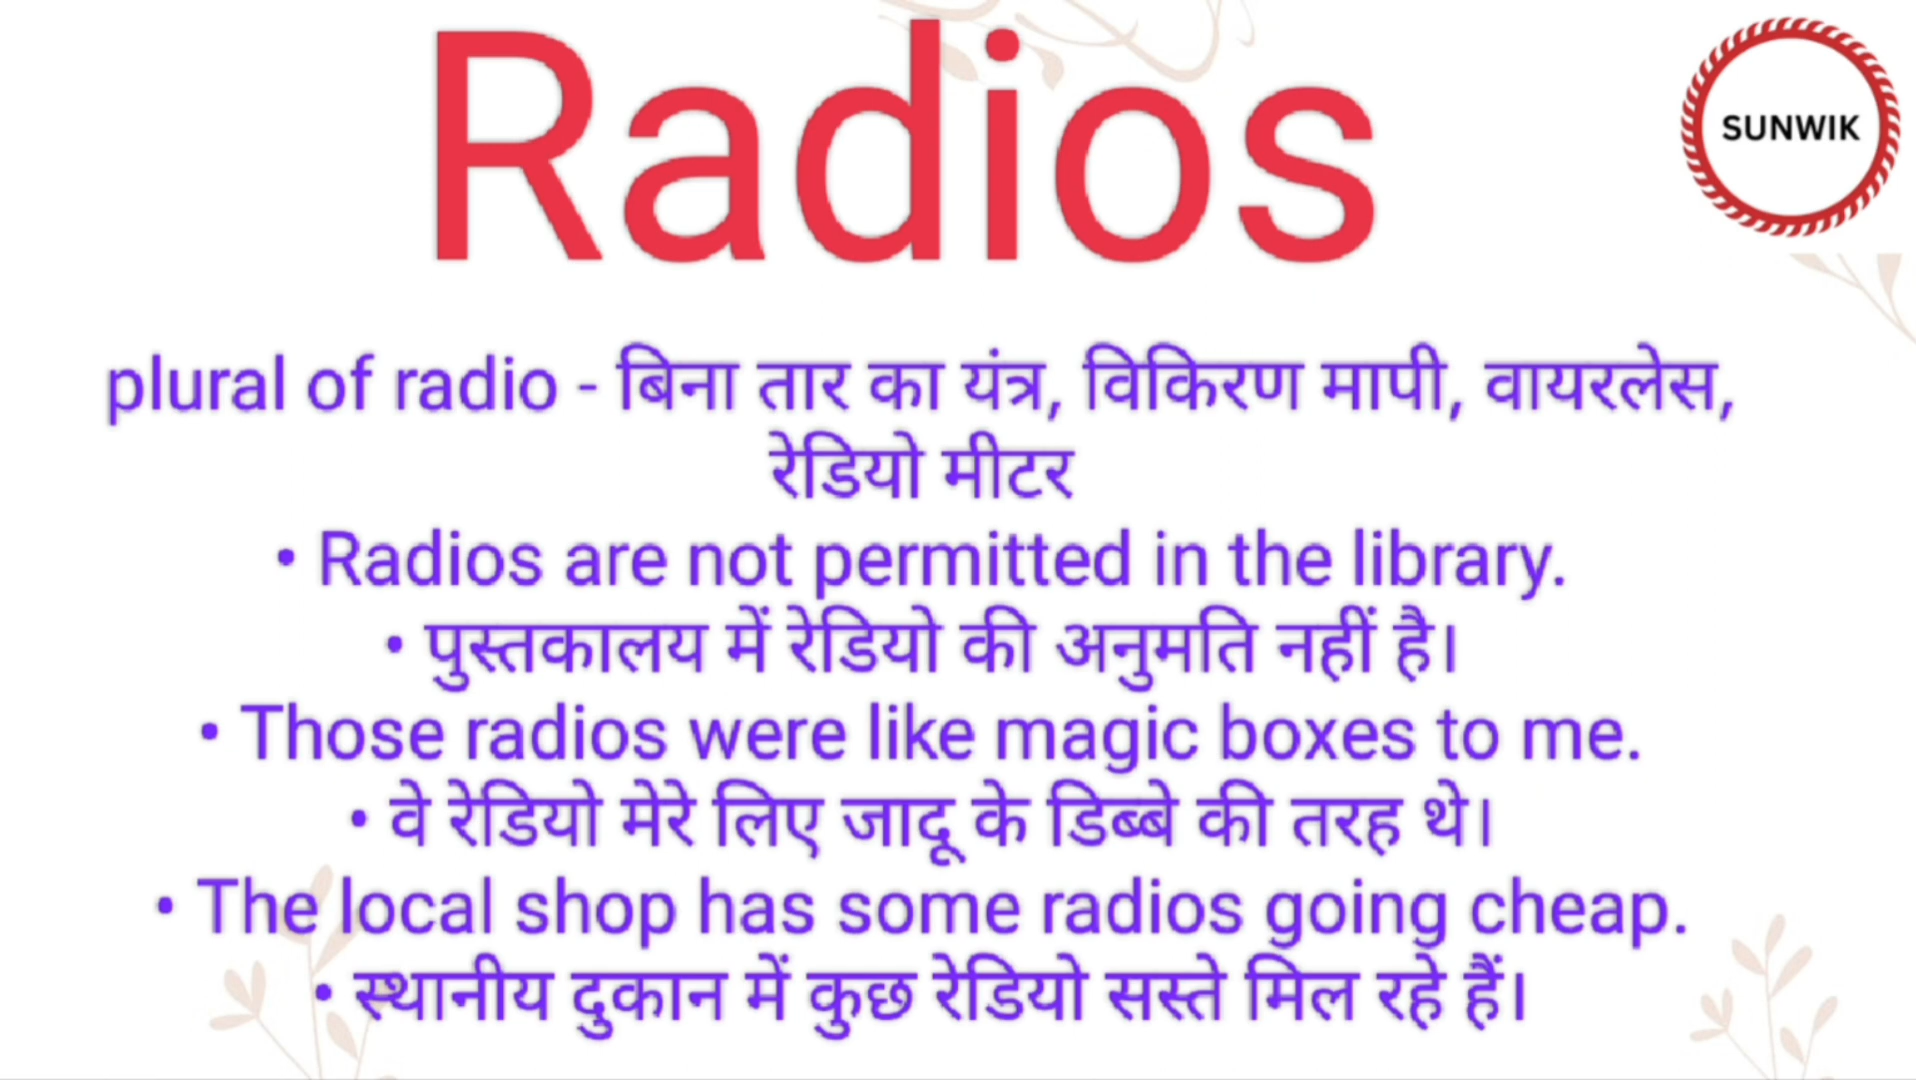 Radios
SUNWIK
plural of radio - बिना तार का यंत्र, विकिरण मापी, वायरलेस,
रेडियो मीटर
• Radios are not permitted in the library.
• पुस्तकालय में रेडियो की अनुमति नहीं है।
• Those radios were like magic boxes to me.
• वे रेडियो मेरे लिए जादू के डिब्बे की तरह थे।
• The local shop has some radios going cheap.
• स्थानीय दुकान में कुछ रेडियो सस्ते मिल रहे हैं।